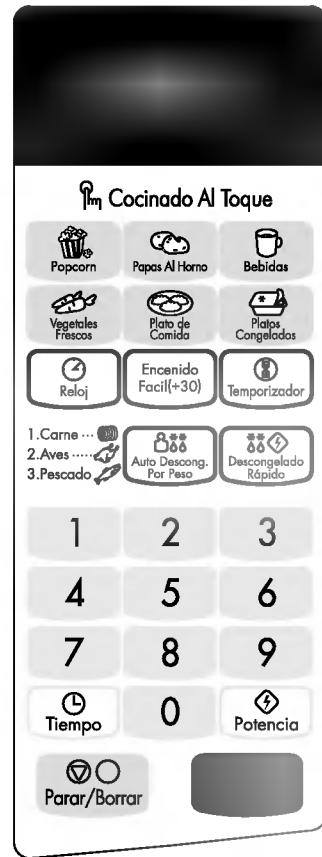 Cocinado Al Toque
Popcorn
Papas Al Horno
Bebidas
Vegetales
Frescos
Plato de
Comida
Platos
Congelados
Reloj
Encenido
Facil(+30)
Temporizador
1.Carne ···
2.Aves ·····
3.Pescado
Auto Descong.
Por Peso
Descongelado
Rápido
1 2 3
4 5 6
7 8 9
Tiempo
0
Potencia
Parar/Borrar